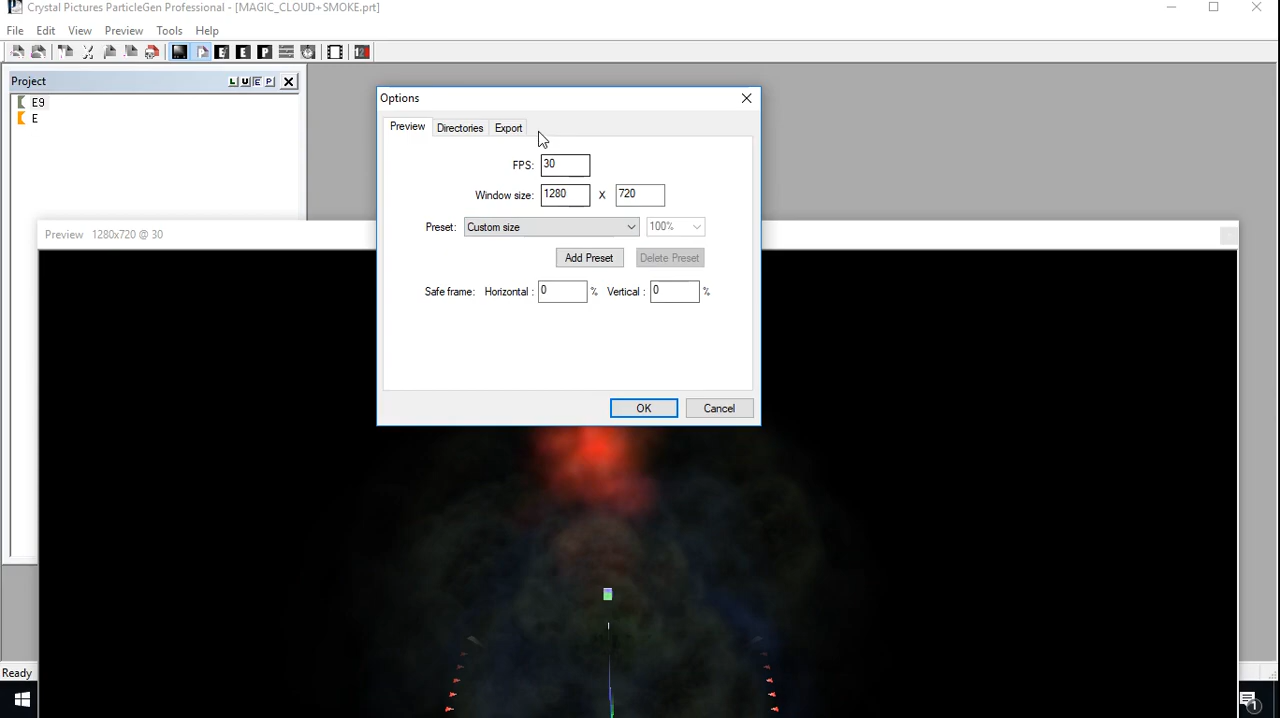 Crystal Pictures ParticleGen Professional - [MAGIC_CLOUD+SMOKE.prt]
File Edit View Preview Tools Help
E E P
Project
L U E P
E9
E
Options
Preview Directories Export
FPS: 30
Window size: 1280 X 720
Preset: Custom size 100%
Add Preset Delete Preset
Safe frame: Horizontal : 0 % Vertical : 0 %
OK Cancel
Preview 1280x720 @ 30
Ready
1